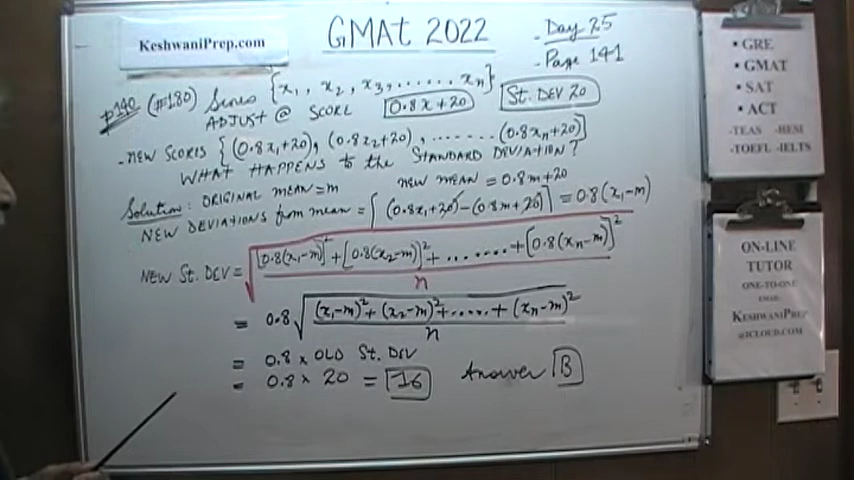 KeshwaniPrep.com
GMAT 2022
- Day 25
- Page 141
p140 (#180) Scores {x₁, x₂, x₃, ...... xₙ}
ADJUST @ SCORE 0.8x+20 St. DEV 20
- NEW SCORES {(0.8x₁+20), (0.8x₂+20), ....... (0.8xₙ+20)}
WHAT HAPPENS to the STANDARD DEVIATION?
Solution: ORIGINAL MEAN = m NEW MEAN = 0.8m+20
NEW DEVIATIONS from MEAN = [(0.8x₁+20)-(0.8m+20)] = 0.8(x₁-m)
NEW St. DEV = √([0.8(x₁-m)]²+[0.8(x₂-m)]²+.......+[0.8(xₙ-m)]²
n
= 0.8√((x₁-m)²+(x₂-m)²+.....+(xₙ-m)²
n
= 0.8 x OLD St. DEV
= 0.8 x 20 = 16 Answer B
• GRE
• GMAT
• SAT
• ACT
-TEAS -HESI
-TOEFL -IELTS
ON-LINE
TUTOR
ONE-TO-ONE
EMAIL
KESHWANIPREP
@ICLOUD.COM